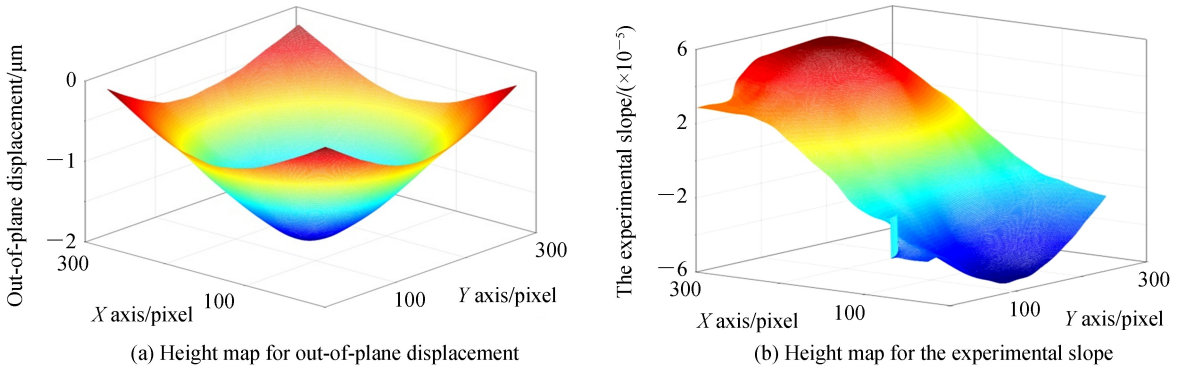 Out-of-plane displacement/μm
0
−1
−2
300
100
X axis/pixel
100
300
Y axis/pixel
(a) Height map for out-of-plane displacement
The experimental slope/(×10⁻⁵)
6
2
−2
−6
300
100
X axis/pixel
100
300
Y axis/pixel
(b) Height map for the experimental slope